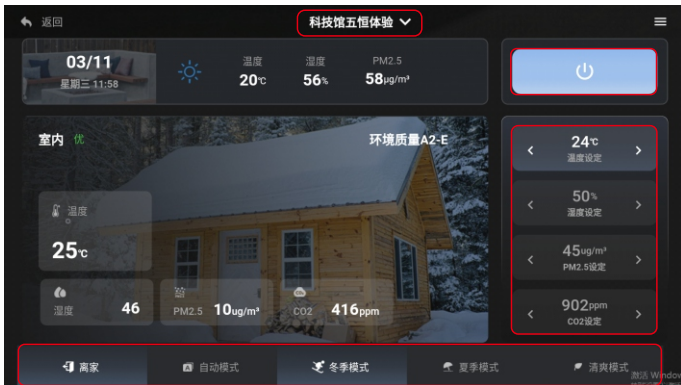 返回
科技馆五恒体验
03/11
星期三 11:58
温度
20℃
湿度
56%
PM2.5
58μg/m³
室内 优
环境质量A2-E
温度
25℃
湿度 46
PM2.5 10ug/m³
CO2 416ppm
24℃
温度设定
50%
湿度设定
45ug/m³
PM2.5设定
902ppm
CO2设定
离家
自动模式
冬季模式
夏季模式
清爽模式
激活 Window